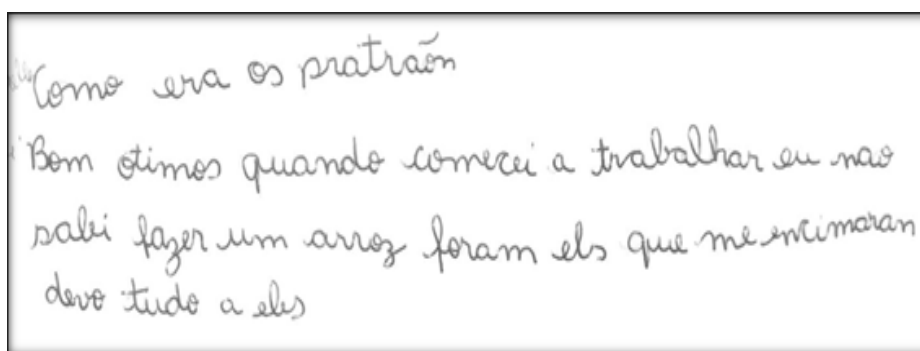 Como era os pratraõn
Bom otimos quando comecei a trabalhar eu nao
sabi fazer um arroz foram els que me encimaran
devo tudo a eles